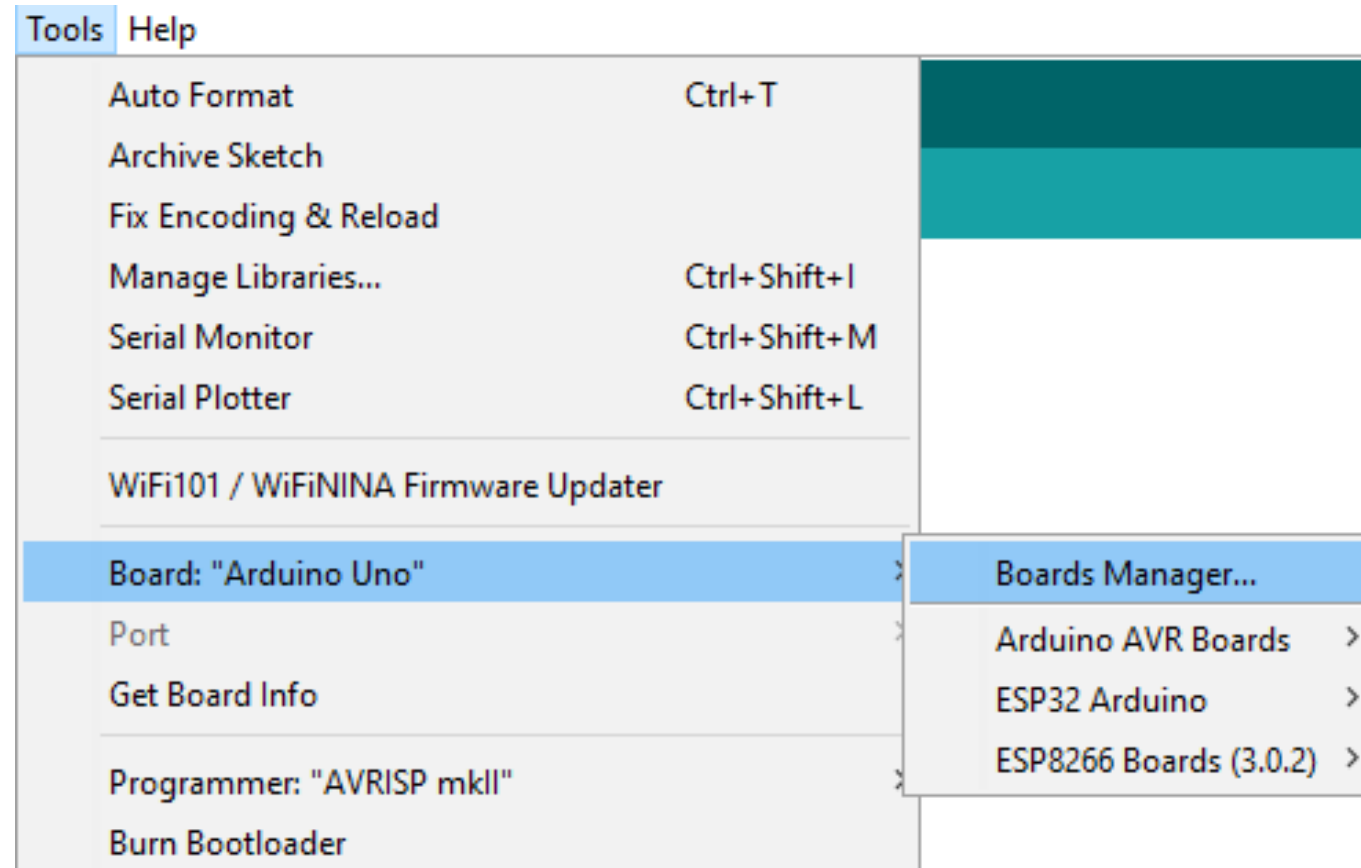 Tools Help
Auto Format Ctrl+T
Archive Sketch
Fix Encoding & Reload
Manage Libraries... Ctrl+Shift+I
Serial Monitor Ctrl+Shift+M
Serial Plotter Ctrl+Shift+L
WiFi101 / WiFiNINA Firmware Updater
Board: "Arduino Uno"
Port
Get Board Info
Programmer: "AVRISP mkII"
Burn Bootloader
Boards Manager...
Arduino AVR Boards
ESP32 Arduino
ESP8266 Boards (3.0.2)